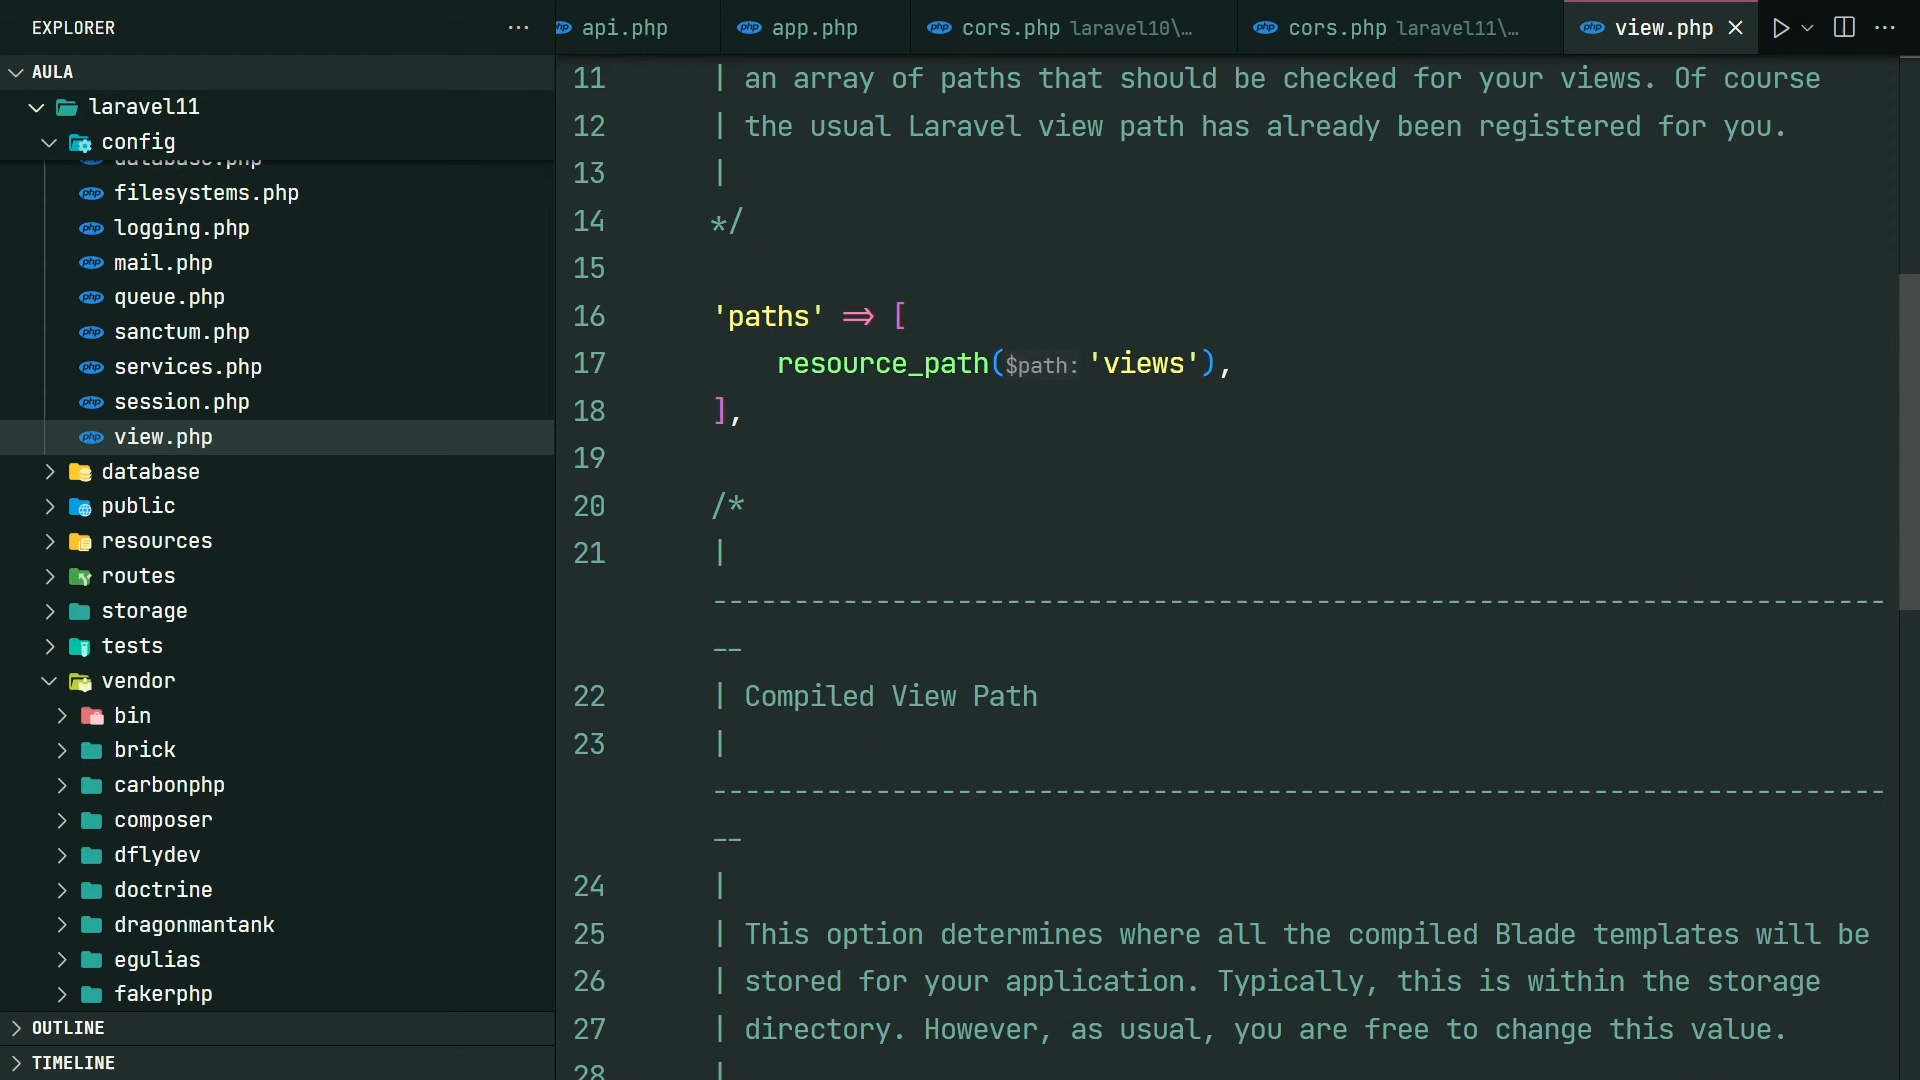 EXPLORER
AULA
laravel11
config
database.php
filesystems.php
logging.php
mail.php
queue.php
sanctum.php
services.php
session.php
view.php
database
public
resources
routes
storage
tests
vendor
bin
brick
carbonphp
composer
dflydev
doctrine
dragonmantank
egulias
fakerphp
OUTLINE
TIMELINE
api.php
app.php
cors.php laravel10\...
cors.php laravel11\...
view.php
11 | an array of paths that should be checked for your views. Of course
12 | the usual Laravel view path has already been registered for you.
13 |
14 */
15
16 'paths' => [
17 resource_path($path: 'views'),
18 ],
19
20 /*
21 |
------------------------------------------------------------------------
--
22 | Compiled View Path
23 |
------------------------------------------------------------------------
--
24 |
25 | This option determines where all the compiled Blade templates will be
26 | stored for your application. Typically, this is within the storage
27 | directory. However, as usual, you are free to change this value.
28 |